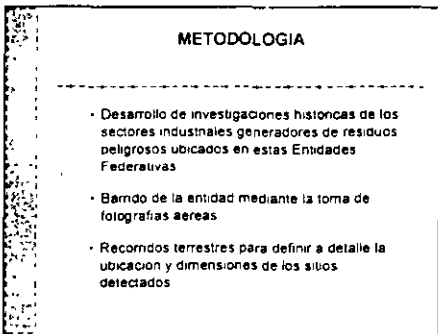 METODOLOGIA
- Desarrollo de investigaciones historicas de los
sectores industriales generadores de residuos
peligrosos ubicados en estas Entidades
Federativas
- Barrido de la entidad mediante la toma de
fotografias aereas
- Recorridos terrestres para definir a detalle la
ubicacion y dimensiones de los sitios
detectados